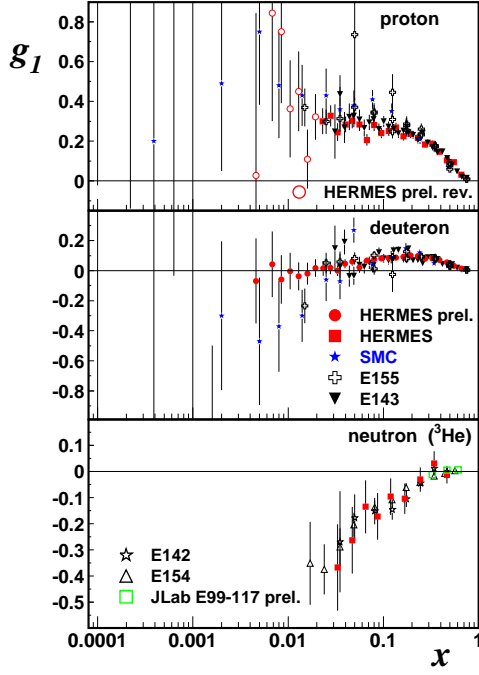 g1
proton
0.8
0.6
0.4
0.2
0
HERMES prel. rev.
deuteron
0.2
0
-0.2
-0.4
-0.6
-0.8
HERMES prel.
HERMES
SMC
E155
E143
neutron (³He)
0.1
0
-0.1
-0.2
-0.3
-0.4
-0.5
E142
E154
JLab E99-117 prel.
0.0001 0.001 0.01 0.1 1
x